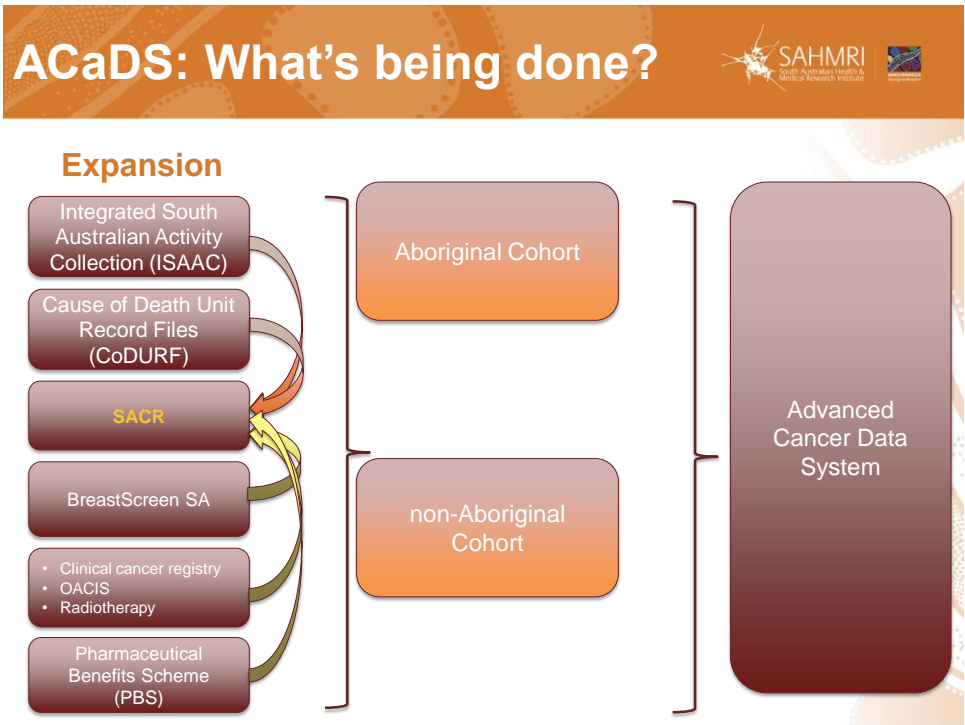 ACaDS: What's being done?
SAHMRI
South Australian Health &
Medical Research Institute
Expansion
Integrated South
Australian Activity
Collection (ISAAC)
Cause of Death Unit
Record Files
(CoDURF)
SACR
BreastScreen SA
• Clinical cancer registry
• OACIS
• Radiotherapy
Pharmaceutical
Benefits Scheme
(PBS)
Aboriginal Cohort
non-Aboriginal
Cohort
Advanced
Cancer Data
System